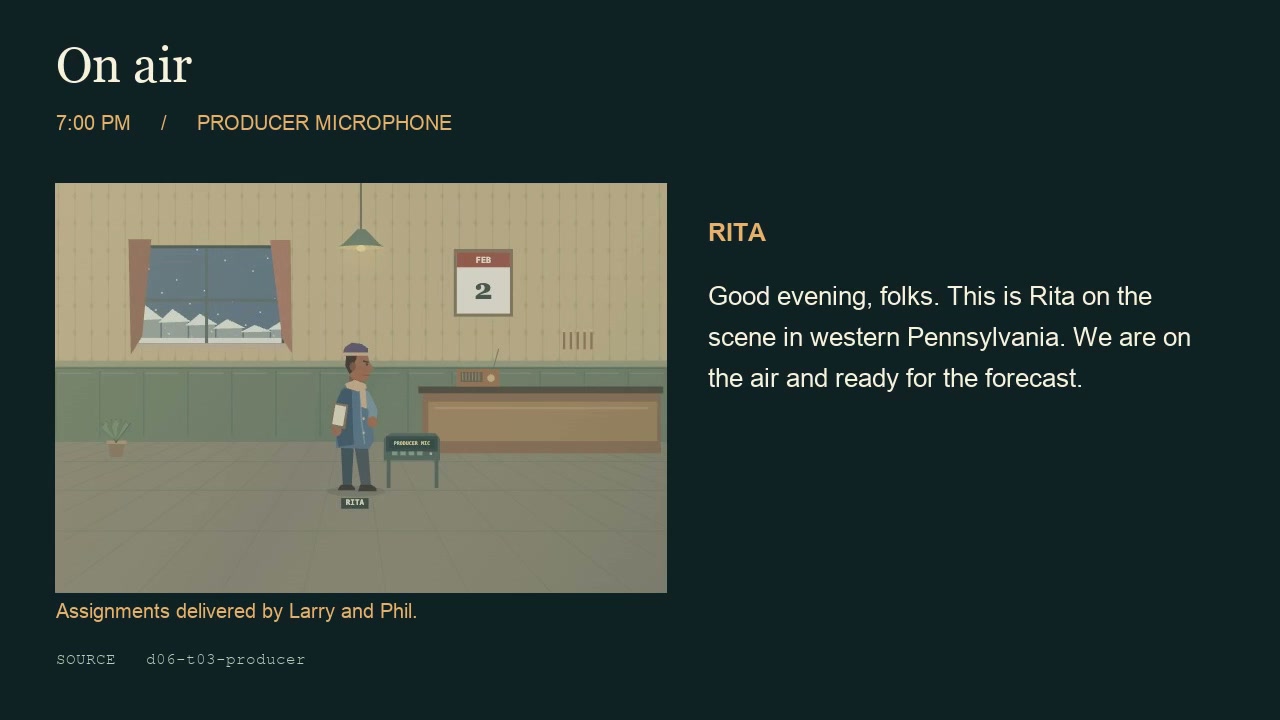 On air
7:00 PM / PRODUCER MICROPHONE
FEB
2
PRODUCER MIC
RITA
RITA
Good evening, folks. This is Rita on the
scene in western Pennsylvania. We are on
the air and ready for the forecast.
Assignments delivered by Larry and Phil.
SOURCE d06-t03-producer